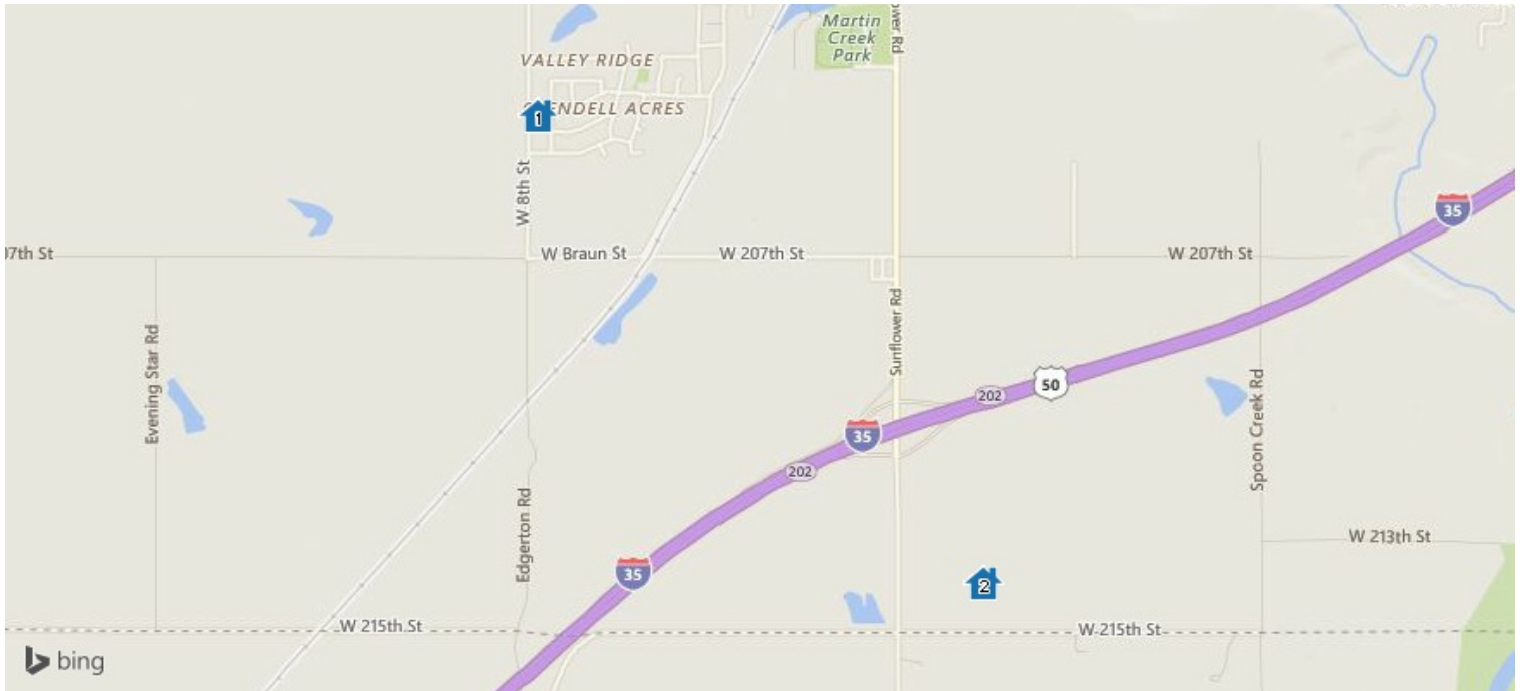 Martin
Creek
Park
ower Rd
VALLEY RIDGE
ENDELL ACRES
1
W 8th St
35
07th St
W Braun St
W 207th St
W 207th St
Evening Star Rd
Sunflower Rd
50
202
Spoon Creek Rd
35
202
Edgerton Rd
W 213th St
35
2
W 215th St
W 215th St
bing